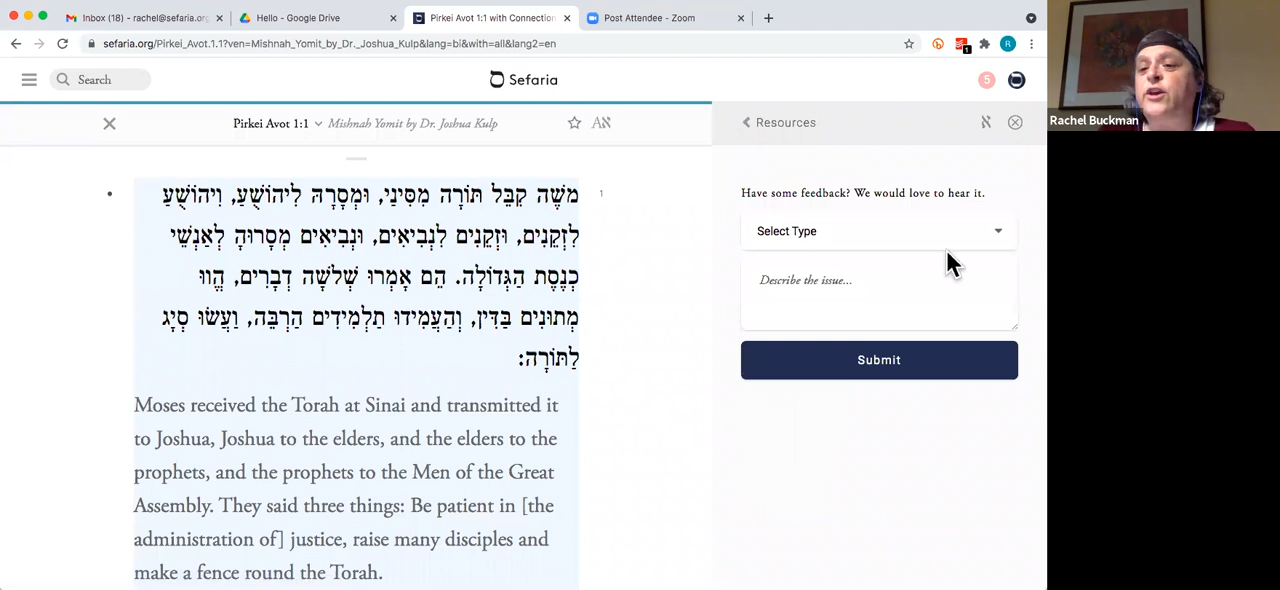 Inbox (18) - rachel@sefaria.org
Hello - Google Drive
Pirkei Avot 1:1 with Connection
Post Attendee - Zoom
sefaria.org/Pirkei_Avot.1.1?ven=Mishnah_Yomit_by_Dr._Joshua_Kulp&lang=bi&with=all&lang2=en
1
R
Search
Sefaria
5
Pirkei Avot 1:1
Mishnah Yomit by Dr. Joshua Kulp
Aא
Resources
א
Rachel Buckman
משֶׁה קִבֵּל תּוֹרָה מִסִּינַי, וּמְסָרָהּ לִיהוֹשֻׁעַ, וִיהוֹשֻׁעַ
לִזְקֵנִים, וּזְקֵנִים לִנְבִיאִים, וּנְבִיאִים מְסָרוּהָ לְאַנְשֵׁי
כְנֶסֶת הַגְּדוֹלָה. הֵם אָמְרוּ שְׁלשָׁה דְבָרִים, הֱווּ
מְתוּנִים בַּדִּין, וְהַעֲמִידוּ תַלְמִידִים הַרְבֵּה, וַעֲשׂוּ סְיָג
לַתּוֹרָה:
1
Moses received the Torah at Sinai and transmitted it
to Joshua, Joshua to the elders, and the elders to the
prophets, and the prophets to the Men of the Great
Assembly. They said three things: Be patient in [the
administration of] justice, raise many disciples and
make a fence round the Torah.
Have some feedback? We would love to hear it.
Select Type
Describe the issue...
Submit